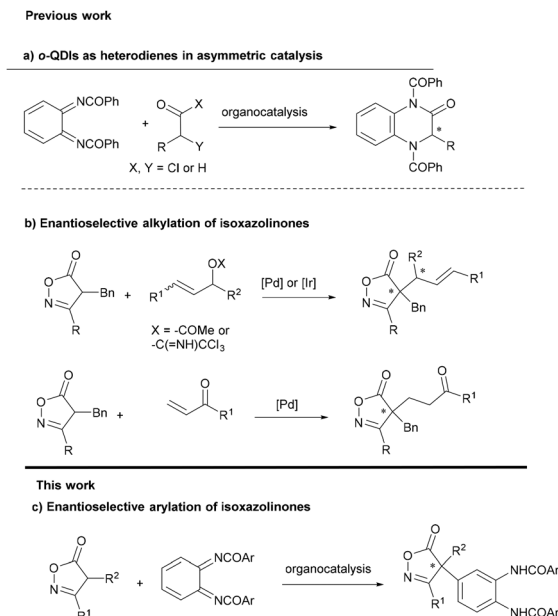 Previous work
a) o-QDIs as heterodienes in asymmetric catalysis
NCOPh
NCOPh
+
O
X
R
Y
X, Y = Cl or H
organocatalysis
COPh
N
O
*
N
R
COPh
b) Enantioselective alkylation of isoxazolinones
O
O
N
Bn
R
+
OX
R1
R2
X = -COMe or
-C(=NH)CCl3
[Pd] or [Ir]
O
R2
O
*
R1
*
N
Bn
R
O
O
N
Bn
R
+
O
R1
[Pd]
O
O
O
*
R1
N
Bn
R
This work
c) Enantioselective arylation of isoxazolinones
O
O
N
R2
R1
+
NCOAr
NCOAr
organocatalysis
O
O
R2
*
N
R1
NHCOAr
NHCOAr